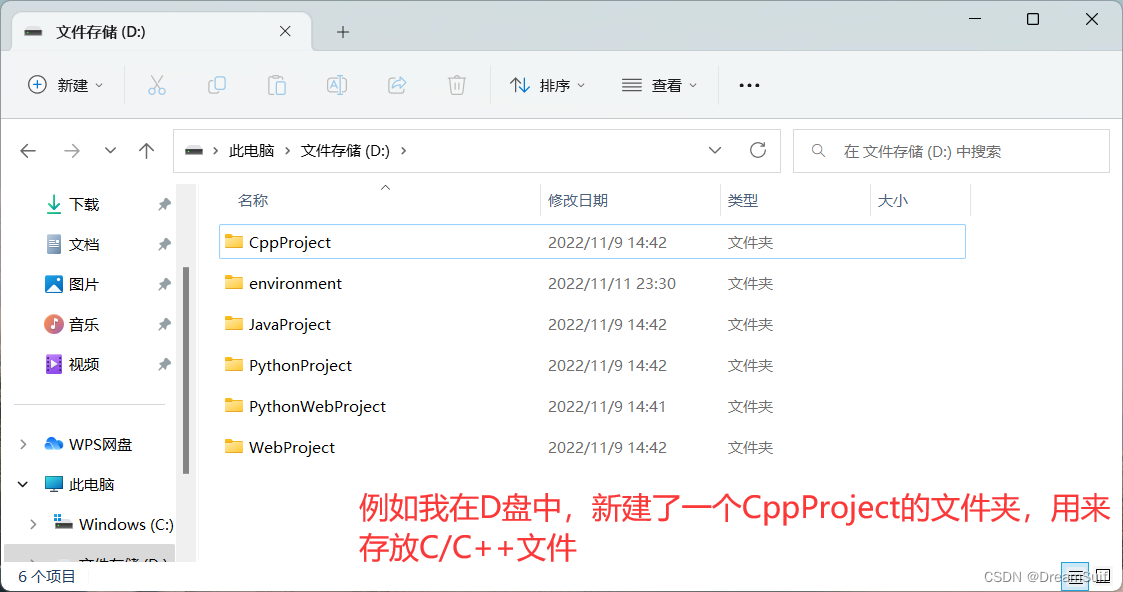 文件存储 (D:)
新建
排序
查看
此电脑
文件存储 (D:)
在 文件存储 (D:) 中搜索
下载
文档
图片
音乐
视频
WPS网盘
此电脑
Windows (C:)
文件存储 (D:)
名称 修改日期 类型 大小
CppProject 2022/11/9 14:42 文件夹
environment 2022/11/11 23:30 文件夹
JavaProject 2022/11/9 14:42 文件夹
PythonProject 2022/11/9 14:42 文件夹
PythonWebProject 2022/11/9 14:41 文件夹
WebProject 2022/11/9 14:42 文件夹
例如我在D盘中，新建了一个CppProject的文件夹，用来
存放C/C++文件
6 个项目
CSDN